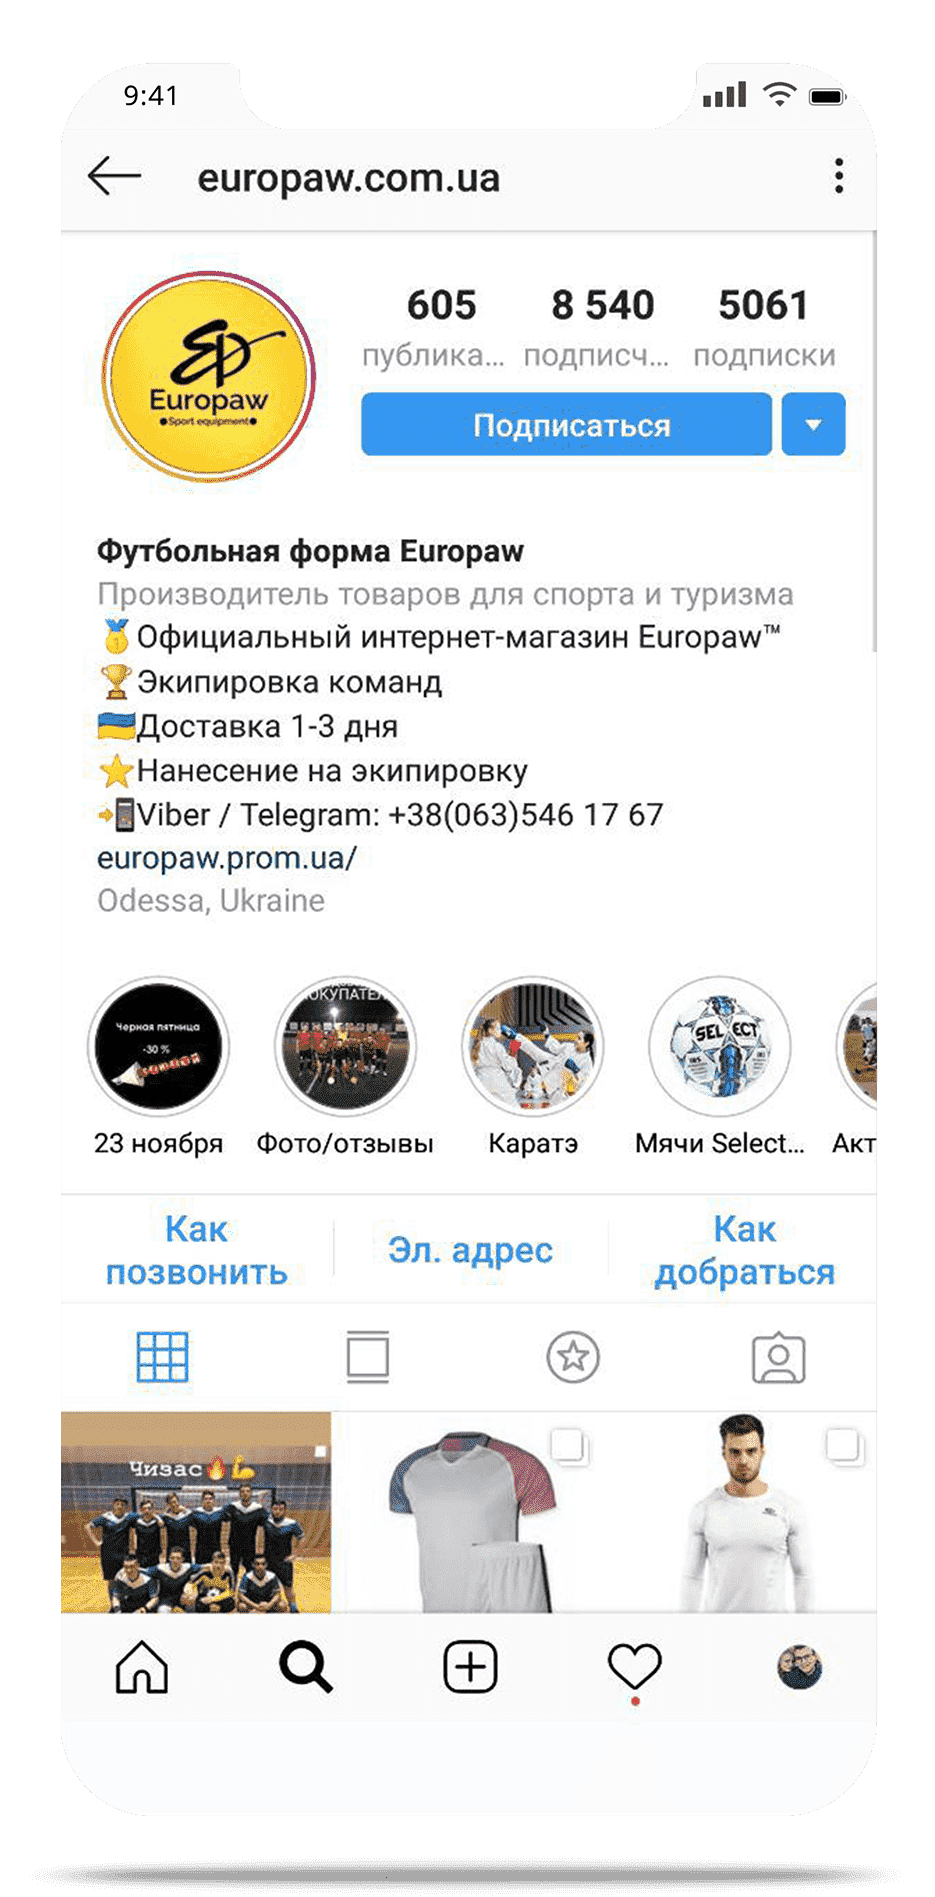 9:41
europaw.com.ua
605 8 540 5061
публика... подписч... подписки
Подписаться
Europaw
•Sport equipment•
Футбольная форма Europaw
Производитель товаров для спорта и туризма
🥇Официальный интернет-магазин Europaw™
🏆Экипировка команд
🇺🇦Доставка 1-3 дня
⭐Нанесение на экипировку
📲Viber / Telegram: +38(063)546 17 67
europaw.prom.ua/
Odessa, Ukraine
ОКУПАТЕЛ
Черная пятница
-30 %
SELECT
23 ноября Фото/отзывы Каратэ Мячи Select... Акт
Как позвонить
Эл. адрес
Как добраться
Чизас🔥💪